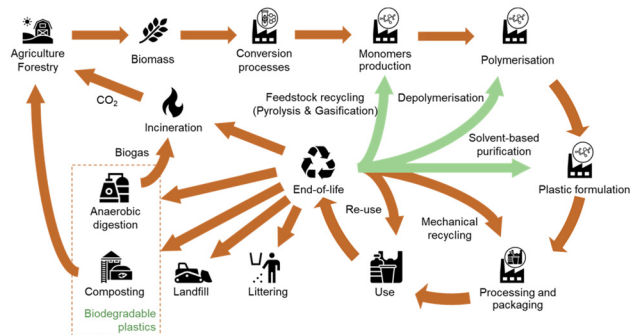 Agriculture
Forestry
Biomass
Conversion
processes
Monomers
production
Polymerisation
CO2
Incineration
Feedstock recycling
(Pyrolysis & Gasification)
Depolymerisation
Solvent-based
purification
Biogas
End-of-life
Plastic formulation
Anaerobic
digestion
Re-use
Mechanical
recycling
Composting
Landfill
Littering
Use
Processing and
packaging
Biodegradable
plastics